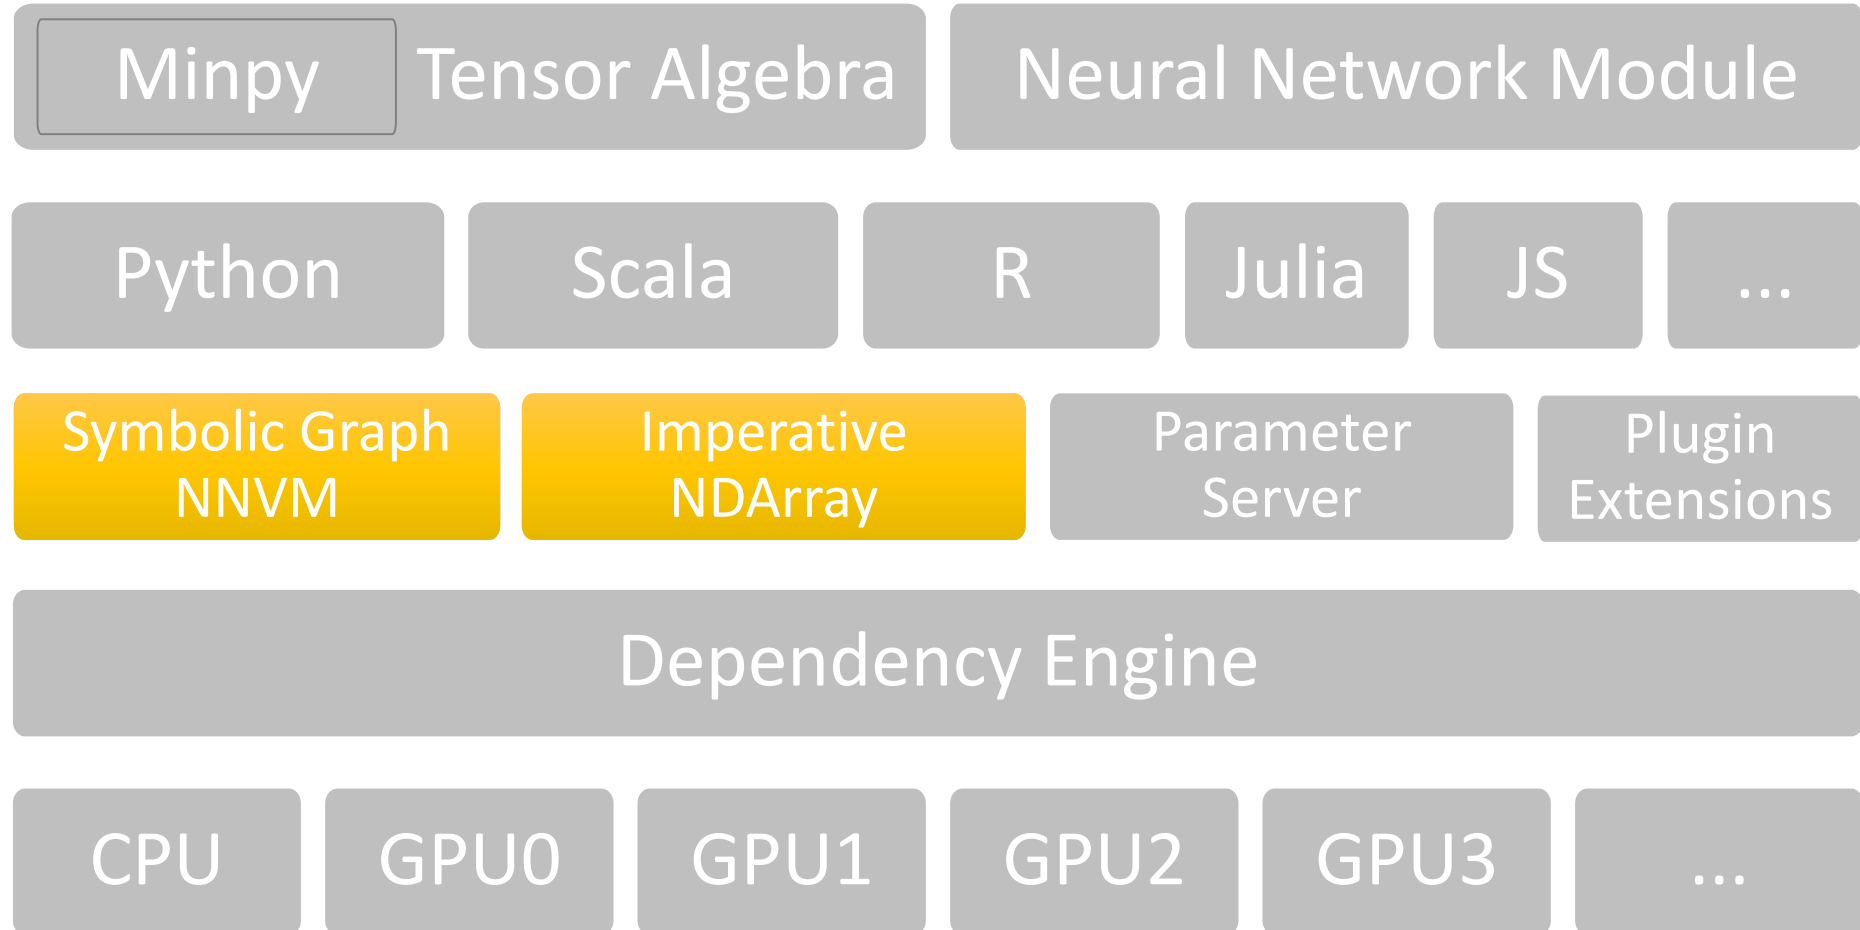 Minpy Tensor Algebra Neural Network Module
Python Scala R Julia JS ...
Symbolic Graph
NNVM
Imperative
NDArray
Parameter
Server
Plugin
Extensions
Dependency Engine
CPU GPU0 GPU1 GPU2 GPU3 ...